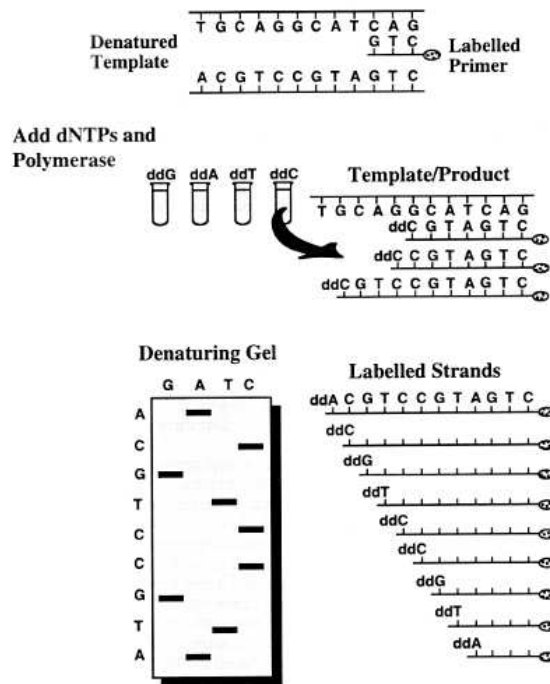 Denatured
Template
T G C A G G C A T C A G
G T C
Labelled
Primer
A C G T C C G T A G T C
Add dNTPs and
Polymerase
ddG ddA ddT ddC
Template/Product
T G C A G G C A T C A G
ddC G T A G T C
ddC C G T A G T C
ddC G T C C G T A G T C
Denaturing Gel
G A T C
A
C
G
T
C
C
G
T
A
Labelled Strands
ddA C G T C C G T A G T C
ddC
ddG
ddT
ddC
ddC
ddG
ddT
ddA